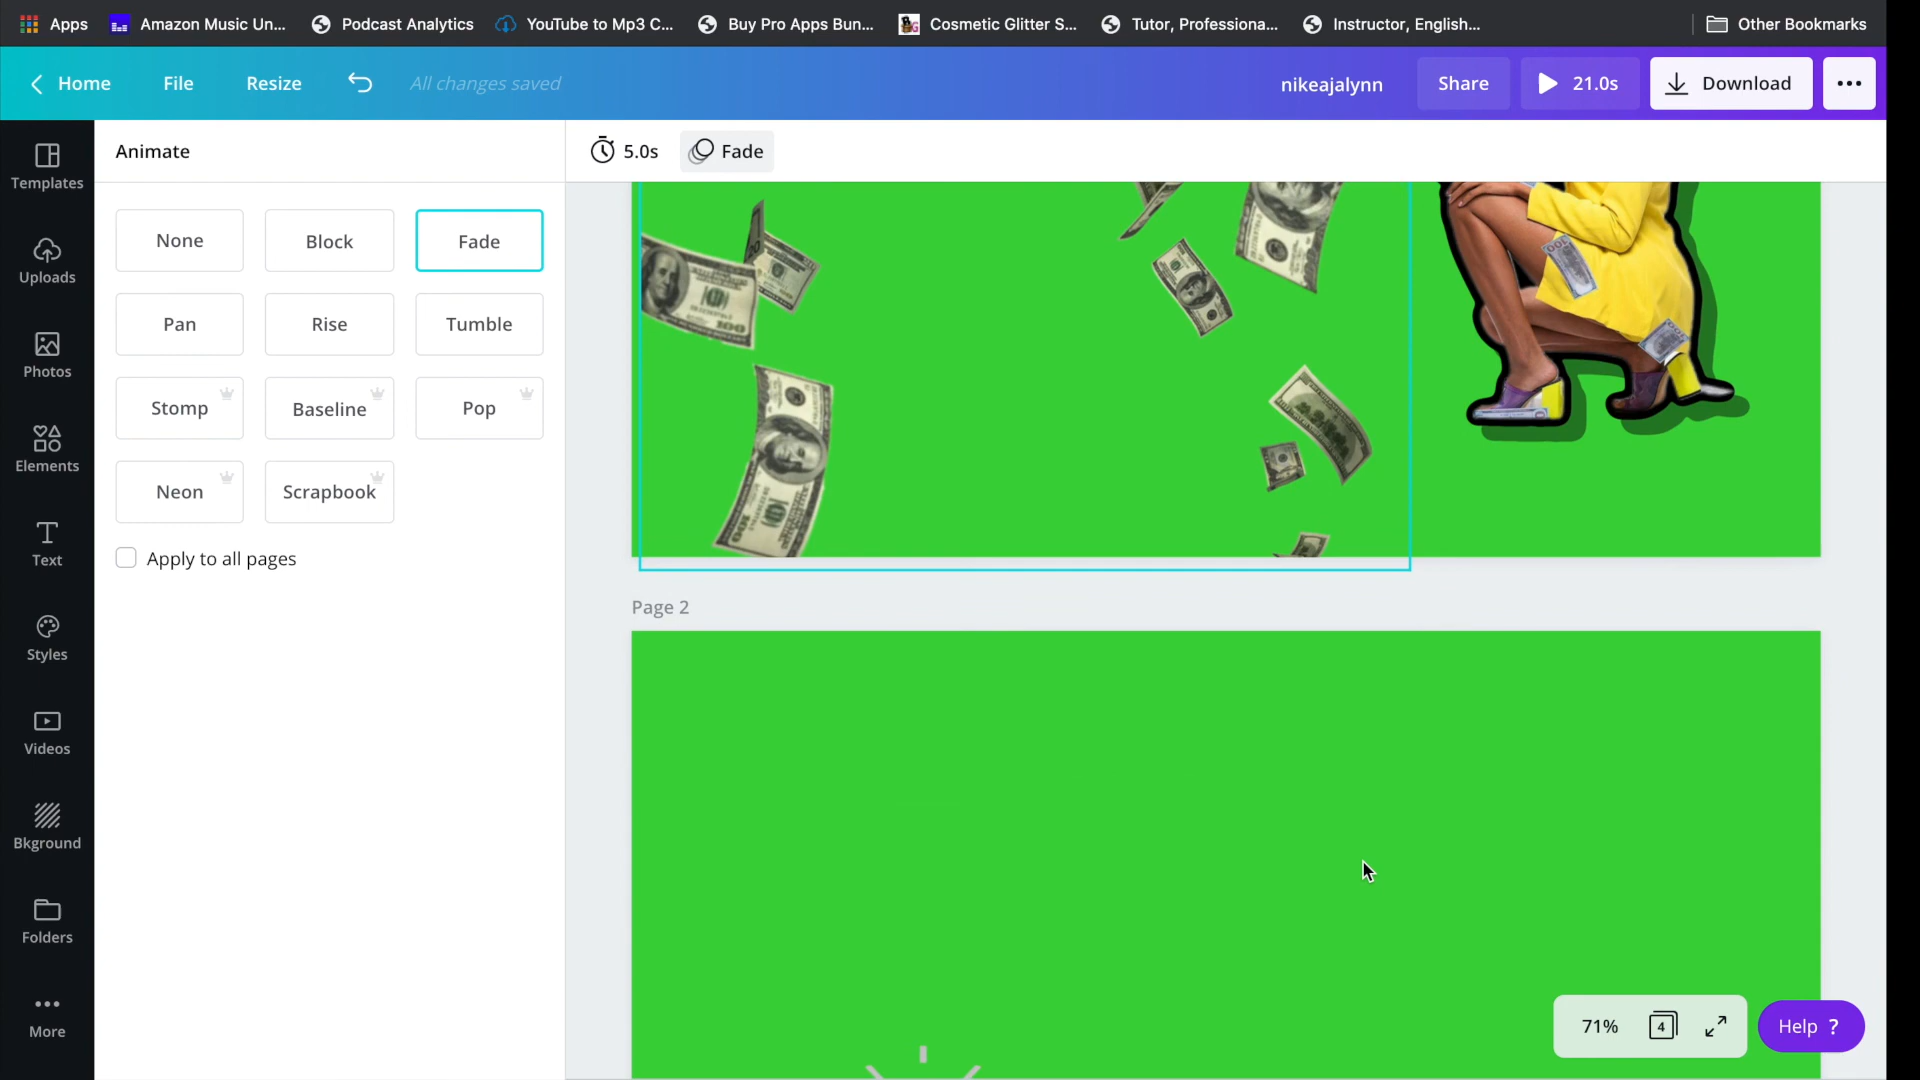 Apps Amazon Music Un... Podcast Analytics YouTube to Mp3 C... Buy Pro Apps Bun... Cosmetic Glitter S... Tutor, Professiona... Instructor, English... Other Bookmarks
Home File Resize All changes saved nikeajalynn Share 21.0s Download
Templates
Uploads
Photos
Elements
Text
Styles
Videos
Bkground
Folders
More
Animate
None Block Fade
Pan Rise Tumble
Stomp Baseline Pop
Neon Scrapbook
Apply to all pages
5.0s Fade
100
Page 2
71% 4 Help ?